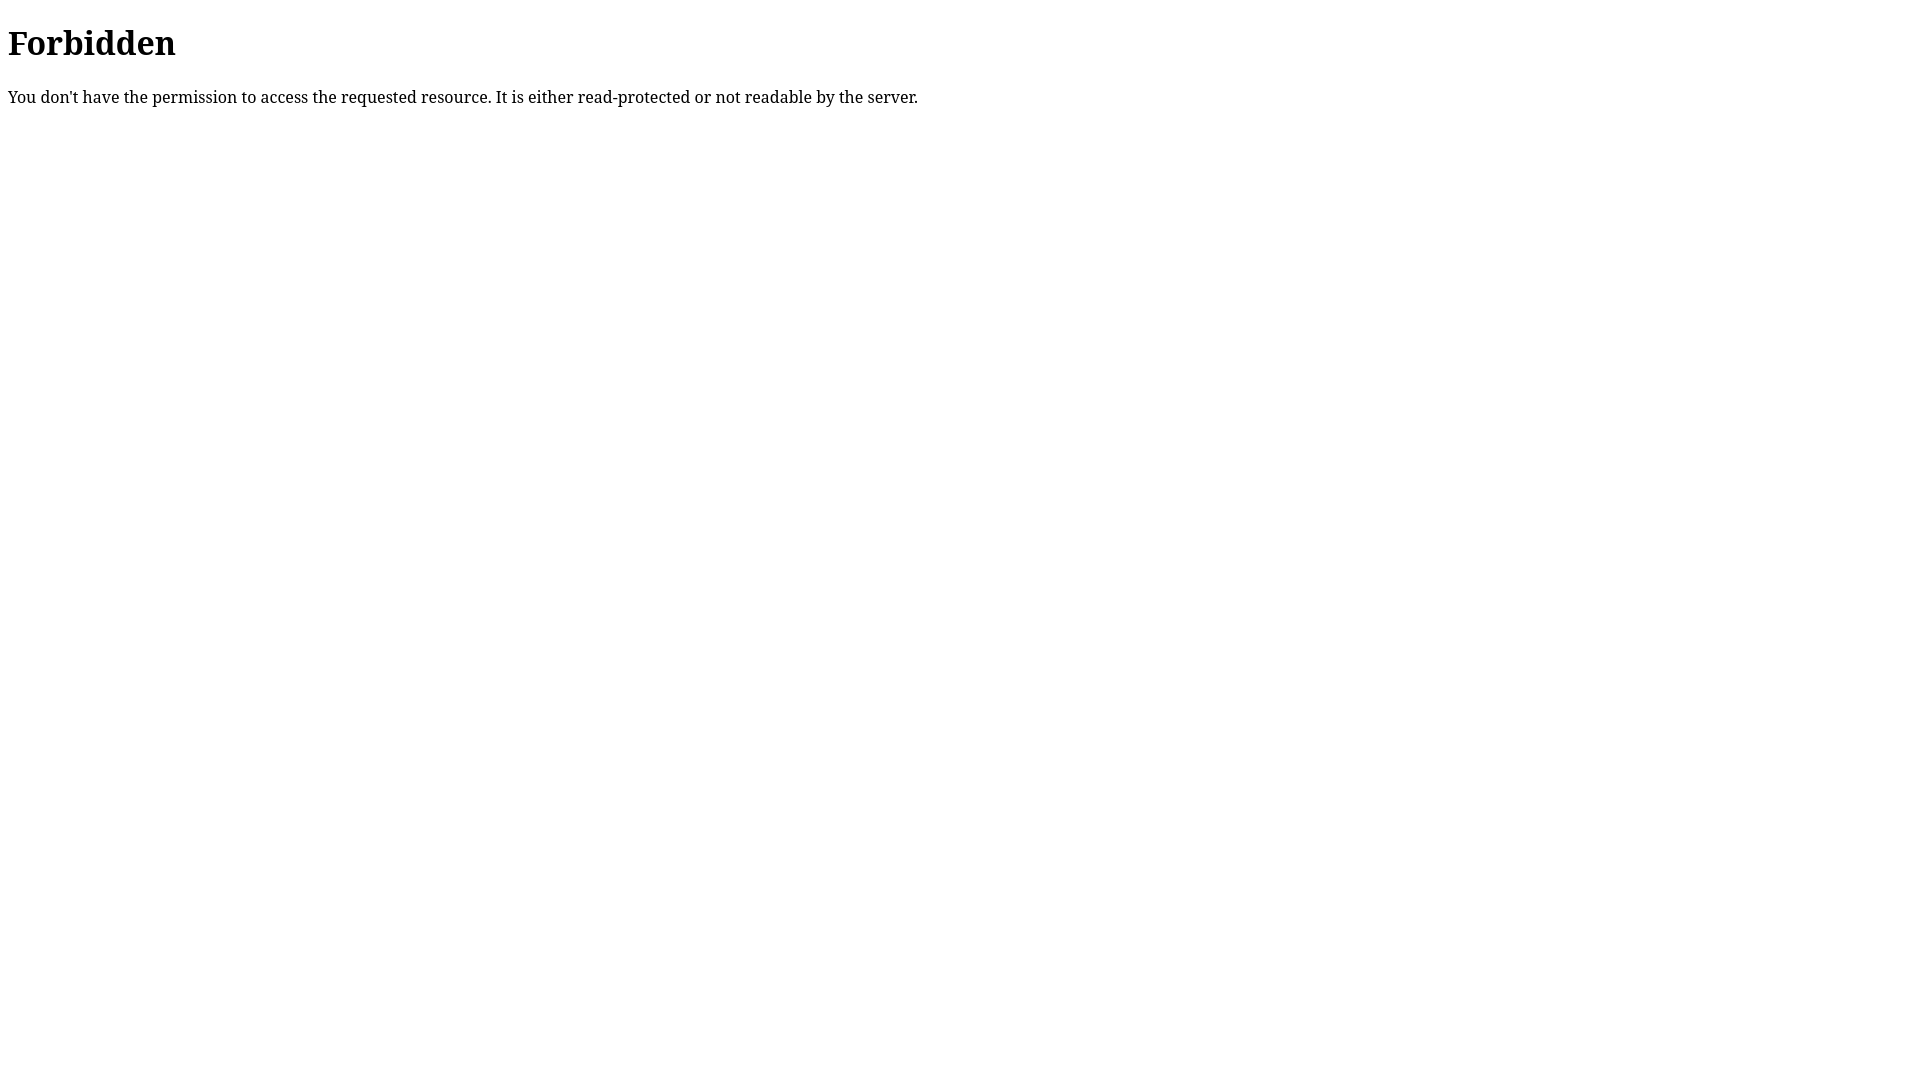 Forbidden
You don't have the permission to access the requested resource. It is either read-protected or not readable by the server.